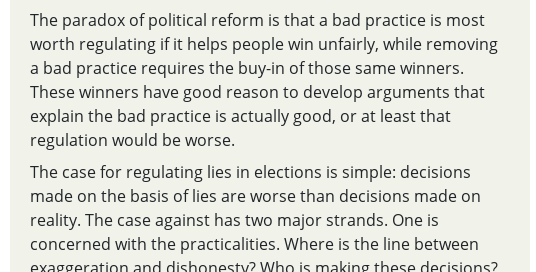 The paradox of political reform is that a bad practice is most
worth regulating if it helps people win unfairly, while removing
a bad practice requires the buy-in of those same winners.
These winners have good reason to develop arguments that
explain the bad practice is actually good, or at least that
regulation would be worse.
The case for regulating lies in elections is simple: decisions
made on the basis of lies are worse than decisions made on
reality. The case against has two major strands. One is
concerned with the practicalities. Where is the line between
exaggeration and dishonesty? Who is making these decisions?